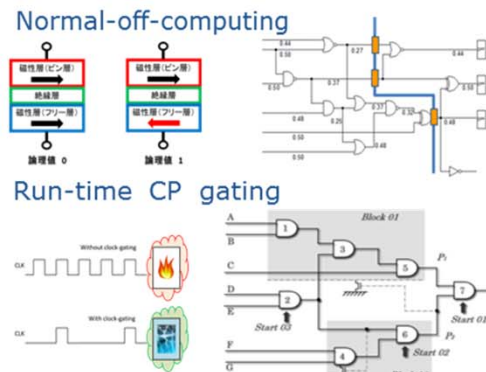 Normal-off-computing
磁性層(ピン層)
絶縁層
磁性層(フリー層)
論理値 0
磁性層(ピン層)
絶縁層
磁性層(フリー層)
論理値 1
0.44
0.50
0.27
0.44
0.50
0.37
0.50
0.37
0.48
0.25
0.32
0.48
0.50
0.50
Run-time CP gating
Without clock gating
CLK
With clock gating
CLK
A
B
C
D
E
F
G
Block 01
1
2
3
4
5
6
7
P₁
P₂
Start 03
Start 02
Start 01